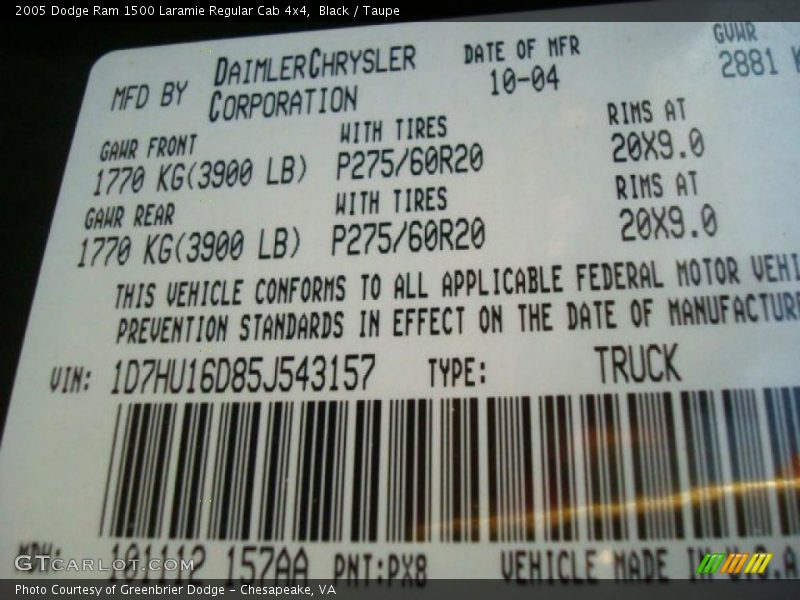 2005 Dodge Ram 1500 Laramie Regular Cab 4x4, Black / Taupe
MFD BY DAIMLERCHRYSLER CORPORATION
DATE OF MFR
10-04
GVWR
2881
GAWR FRONT WITH TIRES RIMS AT
1770 KG(3900 LB) P275/60R20 20X9.0
GAWR REAR WITH TIRES RIMS AT
1770 KG(3900 LB) P275/60R20 20X9.0
THIS VEHICLE CONFORMS TO ALL APPLICABLE FEDERAL MOTOR
PREVENTION STANDARDS IN EFFECT ON THE DATE OF
VIN: 1D7HU16D85J543157 TYPE: TRUCK
101112 157AA PNT:PX8 VEHICLE MADE IN U.S.A
GTCARLOT.COM
Photo Courtesy of Greenbrier Dodge - Chesapeake, VA